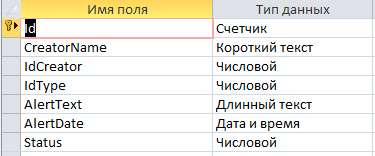 Имя поля Тип данных
Id Счетчик
CreatorName Короткий текст
IdCreator Числовой
IdType Числовой
AlertText Длинный текст
AlertDate Дата и время
Status Числовой